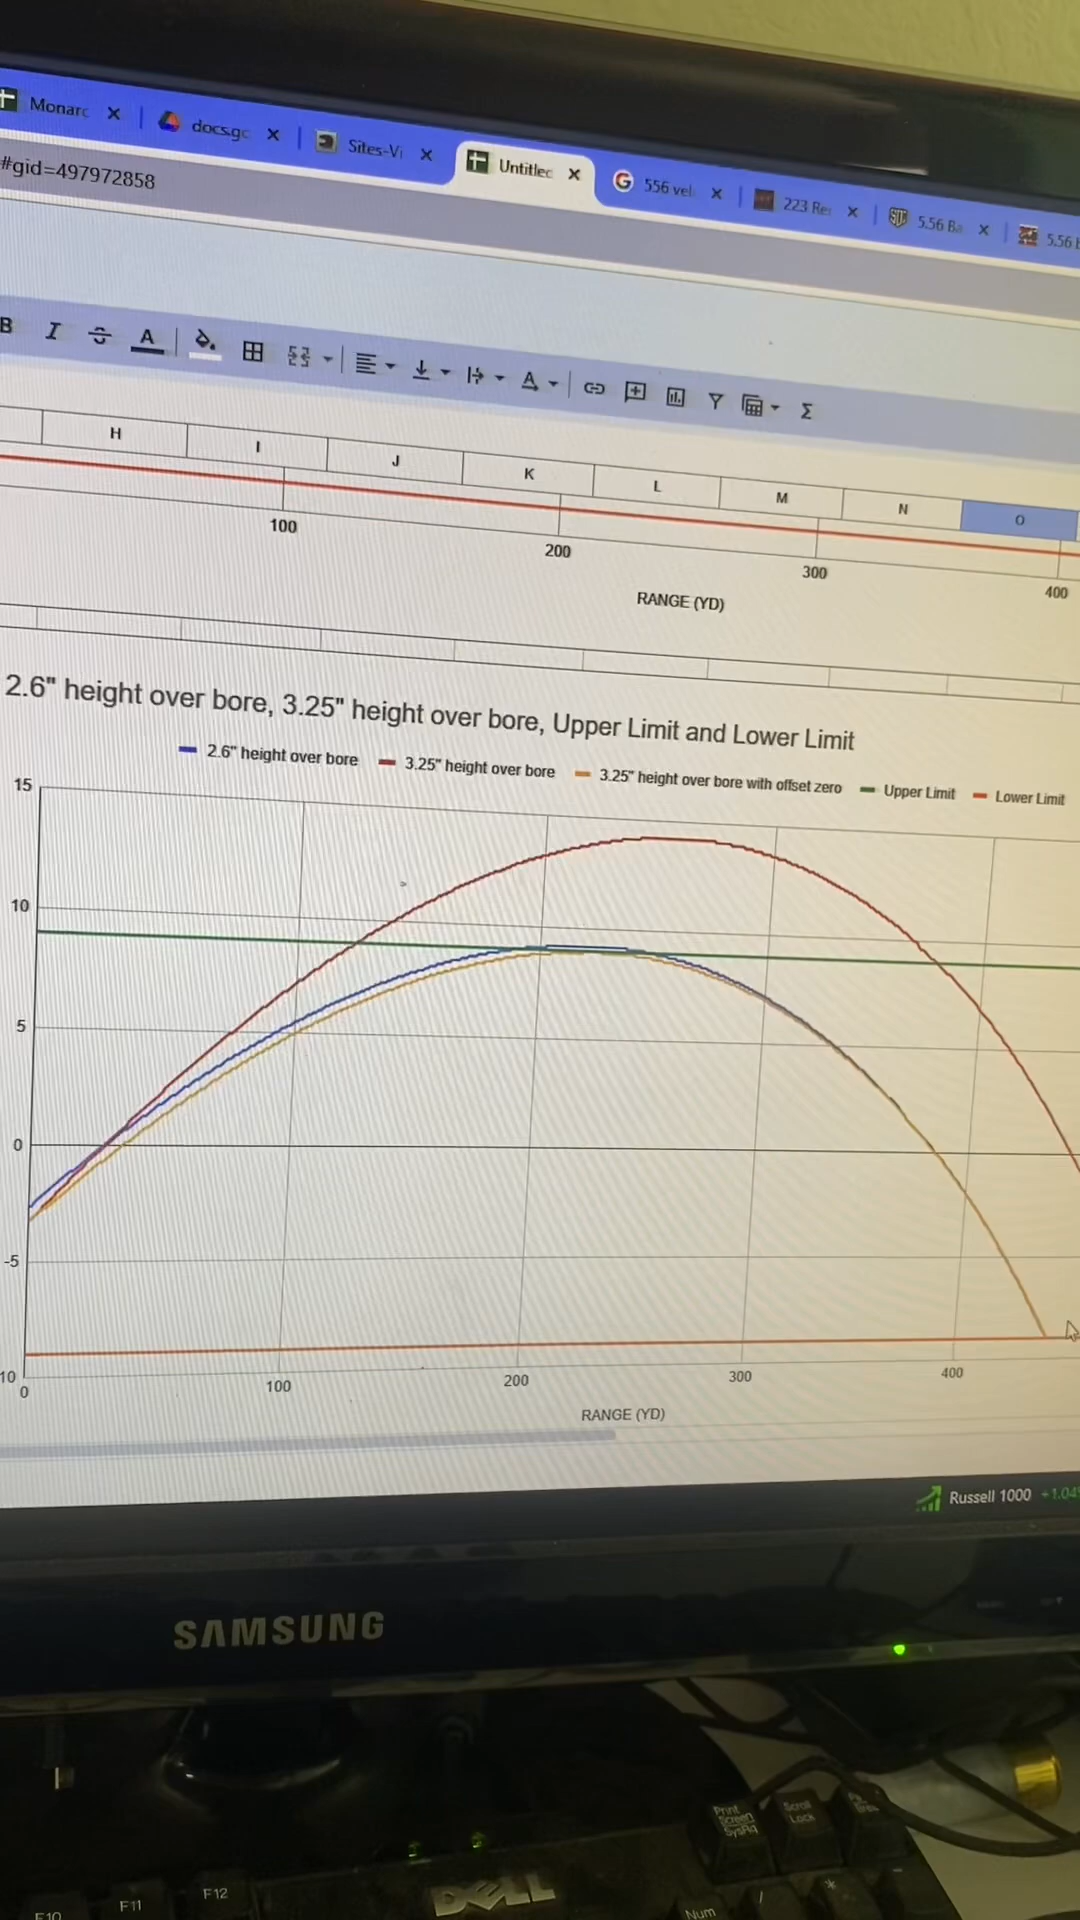 Monarc
docs.gc
Sites-Vi
Untitled
556 vel
223 Re
5.56 Ba
5.56 B
#gid=497972858
B I S A
A
H I J K L M N O
100
200
300
400
RANGE (YD)
2.6" height over bore, 3.25" height over bore, Upper Limit and Lower Limit
2.6" height over bore
3.25" height over bore
3.25" height over bore with offset zero
Upper Limit
Lower Limit
15
10
5
0
-5
10
0
100
200
300
400
RANGE (YD)
Russell 1000 +1.04
SAMSUNG
Print Screen SysRq
Scroll Lock
DELL
F10
F11
F12
Num
/
*
-